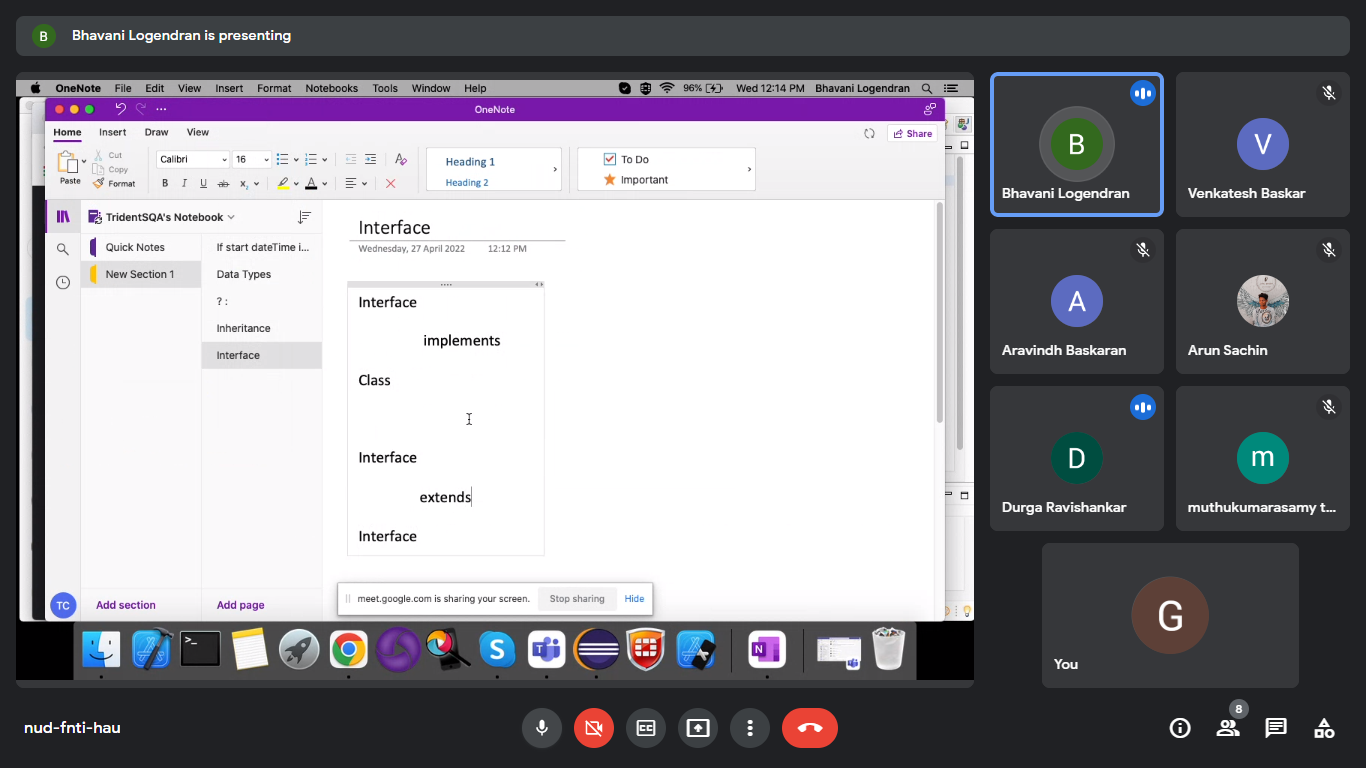 B Bhavani Logendran is presenting
OneNote File Edit View Insert Format Notebooks Tools Window Help 96% Wed 12:14 PM Bhavani Logendran
OneNote
Home Insert Draw View Share
Paste Cut Copy Format
Calibri 16
B I U ab X₂ A
Heading 1
Heading 2
To Do
Important
TridentSQA's Notebook
Quick Notes
New Section 1
If start dateTime i...
Data Types
? :
Inheritance
Interface
Interface
Wednesday, 27 April 2022 12:12 PM
Interface
implements
Class
Interface
extends
Interface
TC Add section Add page
meet.google.com is sharing your screen. Stop sharing Hide
B
Bhavani Logendran
V
Venkatesh Baskar
A
Aravindh Baskaran
Arun Sachin
D
Durga Ravishankar
m
muthukumarasamy t...
G
You
nud-fnti-hau
8